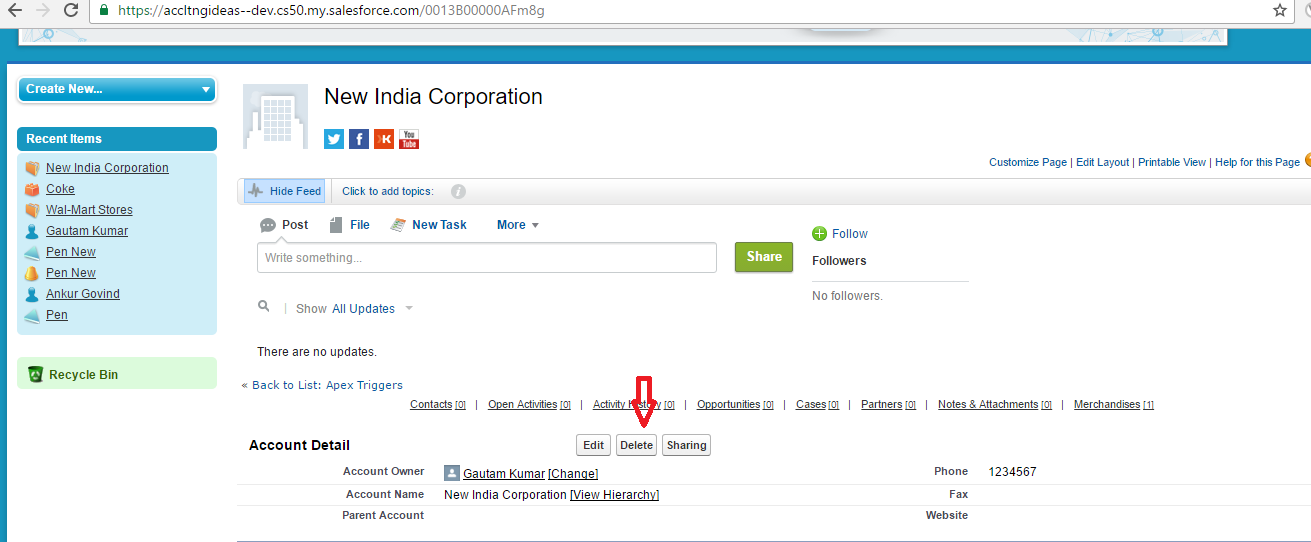 https://accltngideas--dev.cs50.my.salesforce.com/0013B00000AFm8g
Create New...
Recent Items
New India Corporation
Coke
Wal-Mart Stores
Gautam Kumar
Pen New
Pen New
Ankur Govind
Pen
Recycle Bin
New India Corporation
You Tube
Customize Page | Edit Layout | Printable View | Help for this Page
Hide Feed Click to add topics: i
Post File New Task More
Write something... Share
Follow
Followers
No followers.
Show All Updates
There are no updates.
« Back to List: Apex Triggers
Contacts [0] | Open Activities [0] | Activity History [0] | Opportunities [0] | Cases [0] | Partners [0] | Notes & Attachments [0] | Merchandises [1]
Account Detail Edit Delete Sharing
Account Owner Gautam Kumar [Change] Phone 1234567
Account Name New India Corporation [View Hierarchy] Fax
Parent Account Website